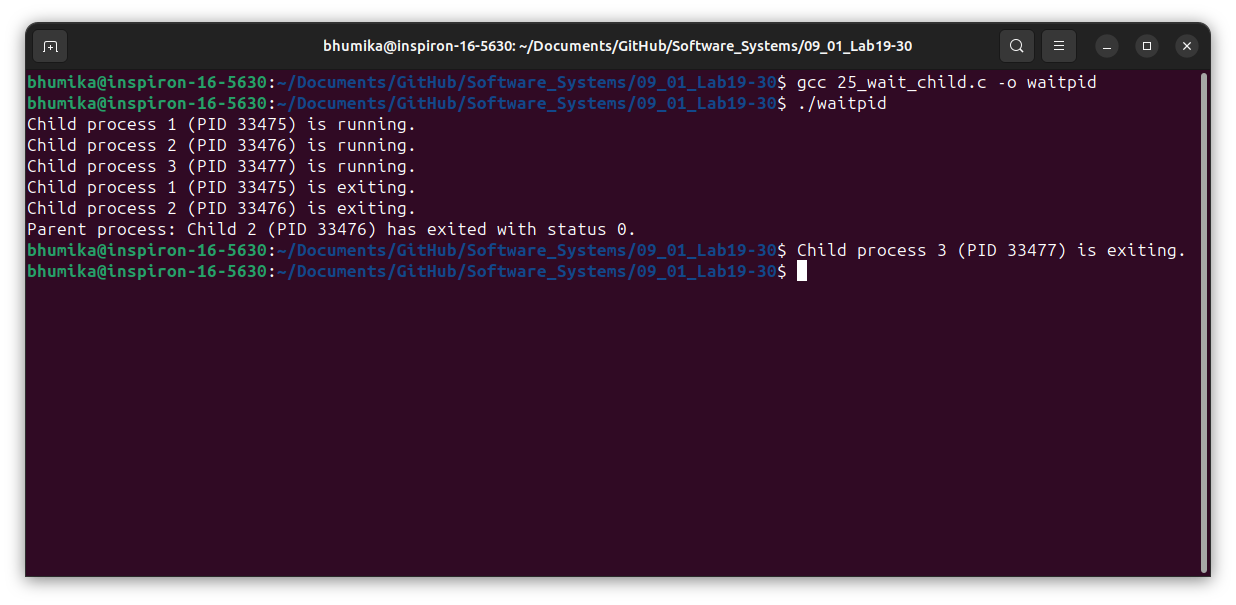 bhumika@inspiron-16-5630: ~/Documents/GitHub/Software_Systems/09_01_Lab19-30
bhumika@inspiron-16-5630:~/Documents/GitHub/Software_Systems/09_01_Lab19-30$ gcc 25_wait_child.c -o waitpid
bhumika@inspiron-16-5630:~/Documents/GitHub/Software_Systems/09_01_Lab19-30$ ./waitpid
Child process 1 (PID 33475) is running.
Child process 2 (PID 33476) is running.
Child process 3 (PID 33477) is running.
Child process 1 (PID 33475) is exiting.
Child process 2 (PID 33476) is exiting.
Parent process: Child 2 (PID 33476) has exited with status 0.
bhumika@inspiron-16-5630:~/Documents/GitHub/Software_Systems/09_01_Lab19-30$ Child process 3 (PID 33477) is exiting.
bhumika@inspiron-16-5630:~/Documents/GitHub/Software_Systems/09_01_Lab19-30$